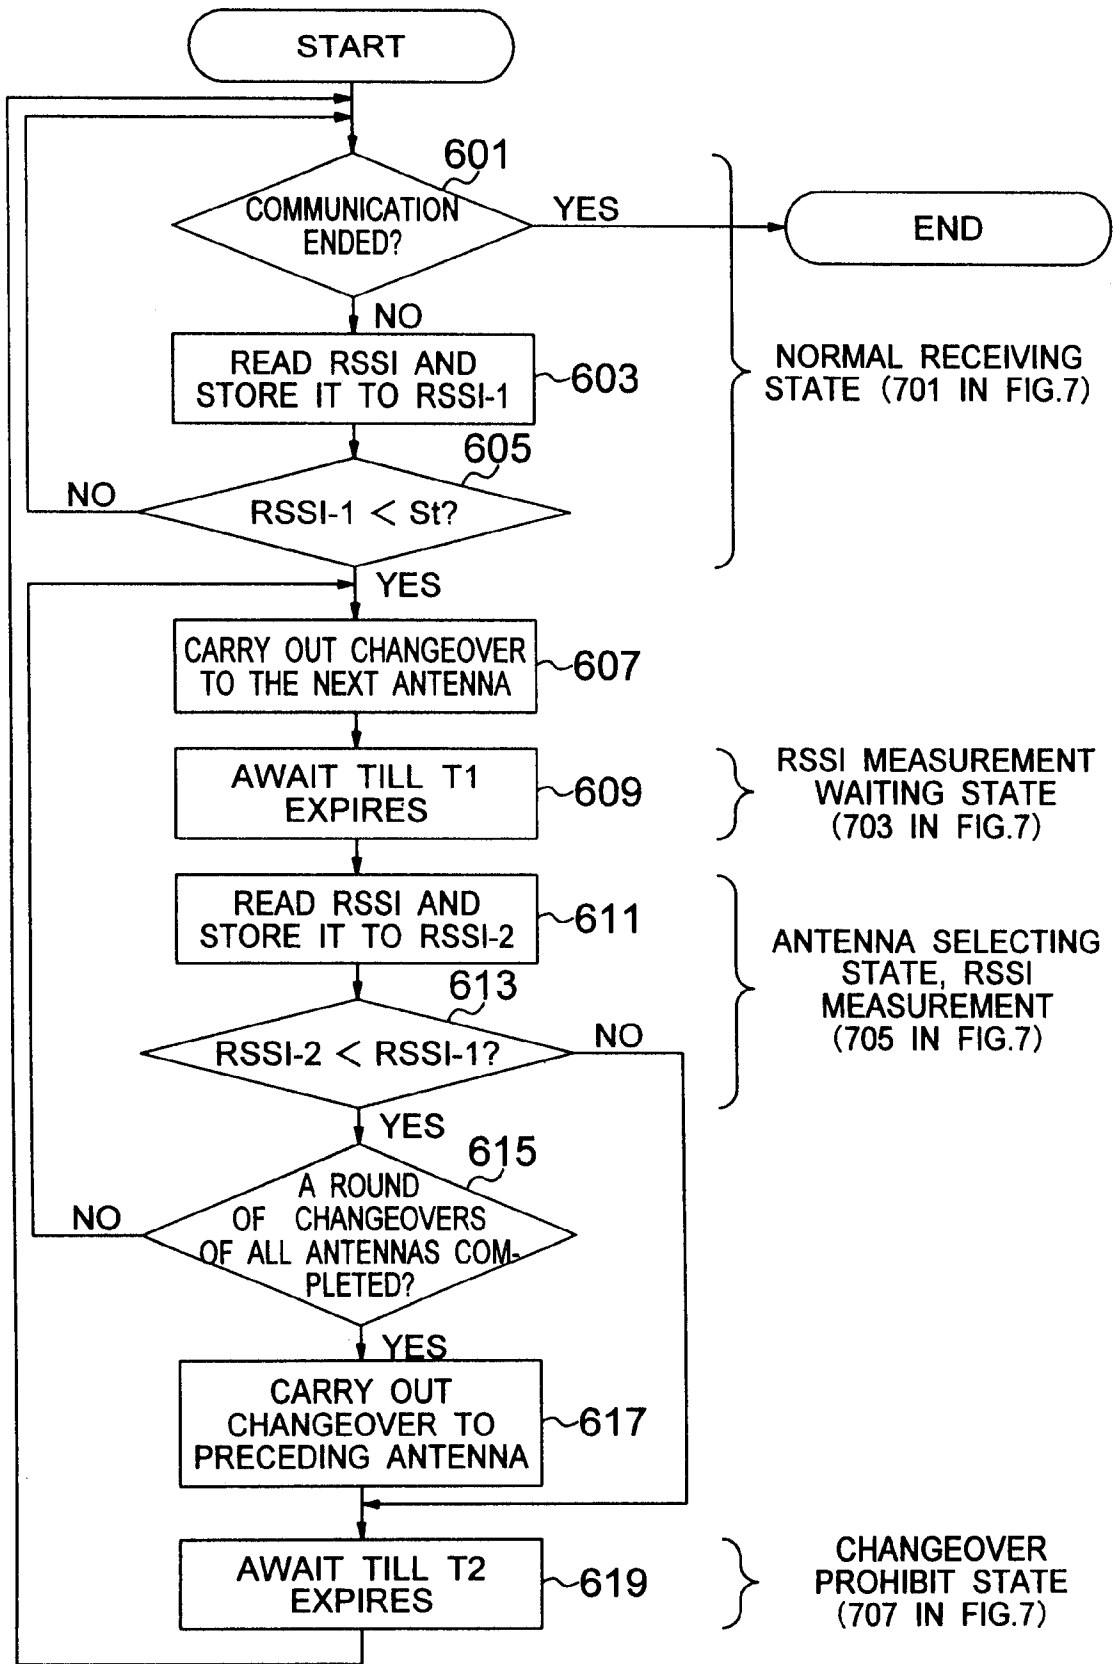 START
601
COMMUNICATION
ENDED?
YES
END
NO
READ RSSI AND
STORE IT TO RSSI-1
603
NORMAL RECEIVING
STATE (701 IN FIG.7)
605
NO
RSSI-1 < St?
YES
CARRY OUT CHANGEOVER
TO THE NEXT ANTENNA
607
AWAIT TILL T1
EXPIRES
609
RSSI MEASUREMENT
WAITING STATE
(703 IN FIG.7)
READ RSSI AND
STORE IT TO RSSI-2
611
ANTENNA SELECTING
STATE, RSSI
MEASUREMENT
(705 IN FIG.7)
613
RSSI-2 < RSSI-1?
NO
YES
615
A ROUND
OF CHANGEOVERS
OF ALL ANTENNAS COM-
PLETED?
NO
YES
CARRY OUT
CHANGEOVER TO
PRECEDING ANTENNA
617
AWAIT TILL T2
EXPIRES
619
CHANGEOVER
PROHIBIT STATE
(707 IN FIG.7)